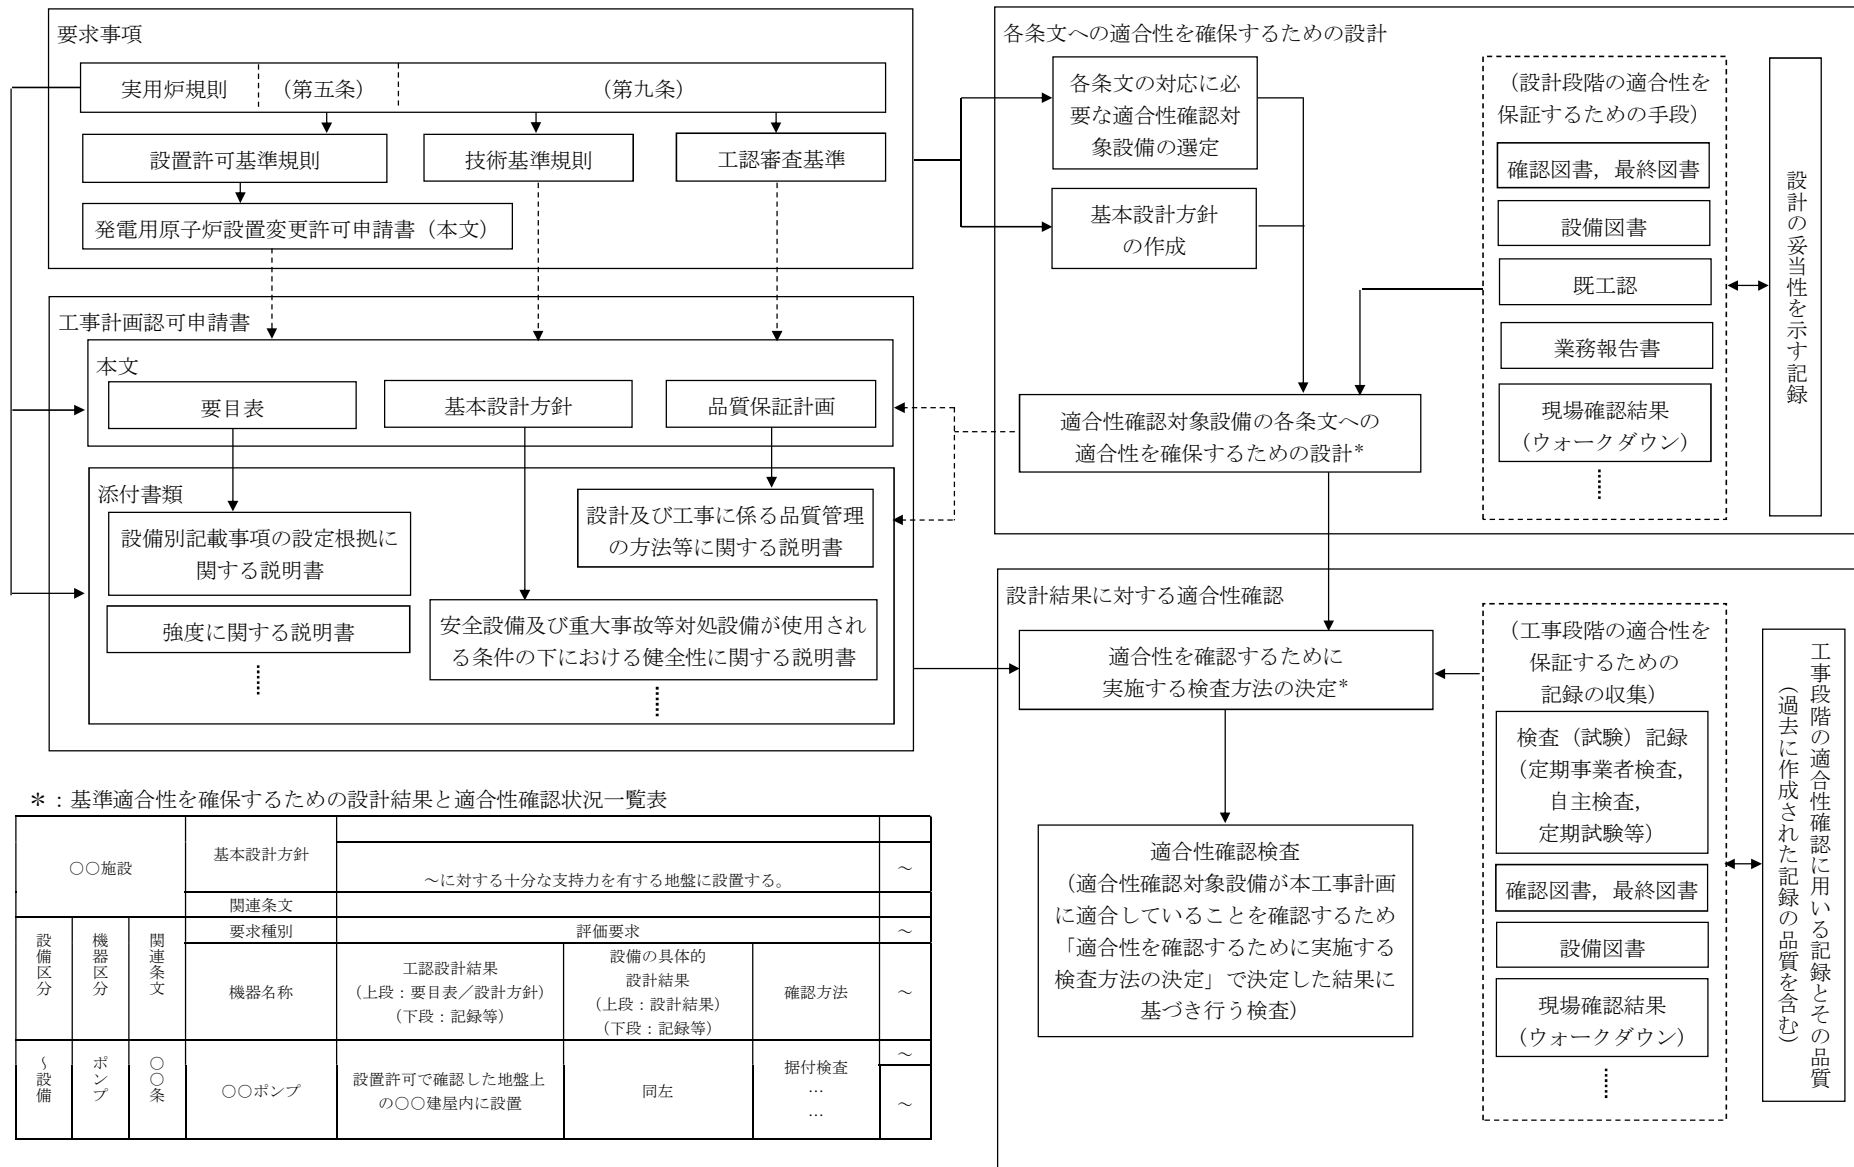 要求事項
実用炉規則
(第五条)
(第九条)
設置許可基準規則
技術基準規則
工認審査基準
発電用原子炉設置変更許可申請書（本文）
工事計画認可申請書
本文
要目表
基本設計方針
品質保証計画
添付書類
設備別記載事項の設定根拠に
関する説明書
強度に関する説明書
設計及び工事に係る品質管理
の方法等に関する説明書
安全設備及び重大事故等対処設備が使用され
る条件の下における健全性に関する説明書
各条文への適合性を確保するための設計
各条文の対応に必
要な適合性確認対
象設備の選定
基本設計方針
の作成
適合性確認対象設備の各条文への
適合性を確保するための設計*
（設計段階の適合性を
保証するための手段）
確認図書，最終図書
設備図書
既工認
業務報告書
現場確認結果
（ウォークダウン）
設計の妥当性を示す記録
設計結果に対する適合性確認
適合性を確認するために
実施する検査方法の決定*
適合性確認検査
（適合性確認対象設備が本工事計画
に適合していることを確認するため
「適合性を確認するために実施する
検査方法の決定」で決定した結果に
基づき行う検査）
（工事段階の適合性を
保証するための
記録の収集）
検査（試験）記録
（定期事業者検査，
自主検査，
定期試験等）
確認図書，最終図書
設備図書
現場確認結果
（ウォークダウン）
工事段階の適合性確認に用いる記録とその品質
（過去に作成された記録の品質を含む）
＊：基準適合性を確保するための設計結果と適合性確認状況一覧表
○○施設
基本設計方針
～に対する十分な支持力を有する地盤に設置する。
～
関連条文
設備区分
機器区分
関連条文
要求種別
評価要求
～
機器名称
工認設計結果
（上段：要目表／設計方針）
（下段：記録等）
設備の具体的
設計結果
（上段：設計結果）
（下段：記録等）
確認方法
～
～設備
ポンプ
○○条
○○ポンプ
設置許可で確認した地盤上
の○○建屋内に設置
同左
据付検査
…
…
～
～